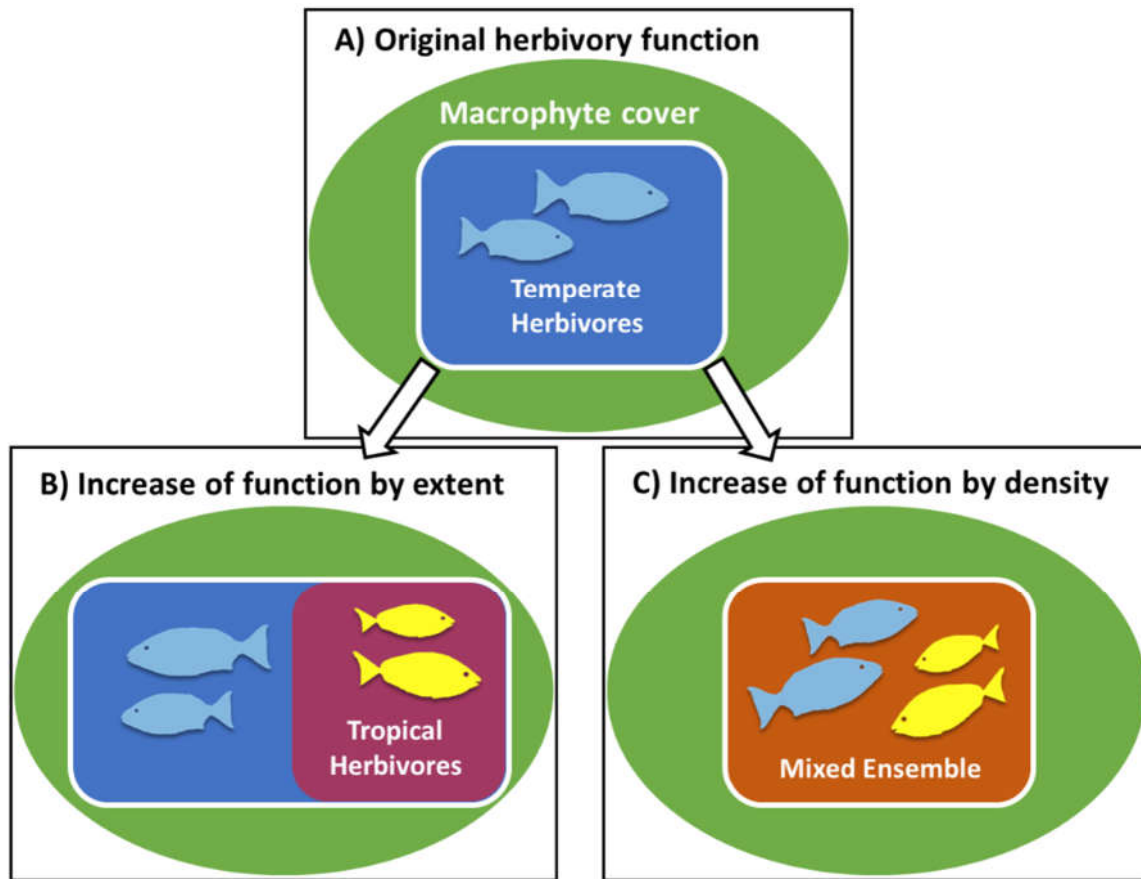 A) Original herbivory function
Macrophyte cover
Temperate
Herbivores
B) Increase of function by extent
Tropical
Herbivores
C) Increase of function by density
Mixed Ensemble